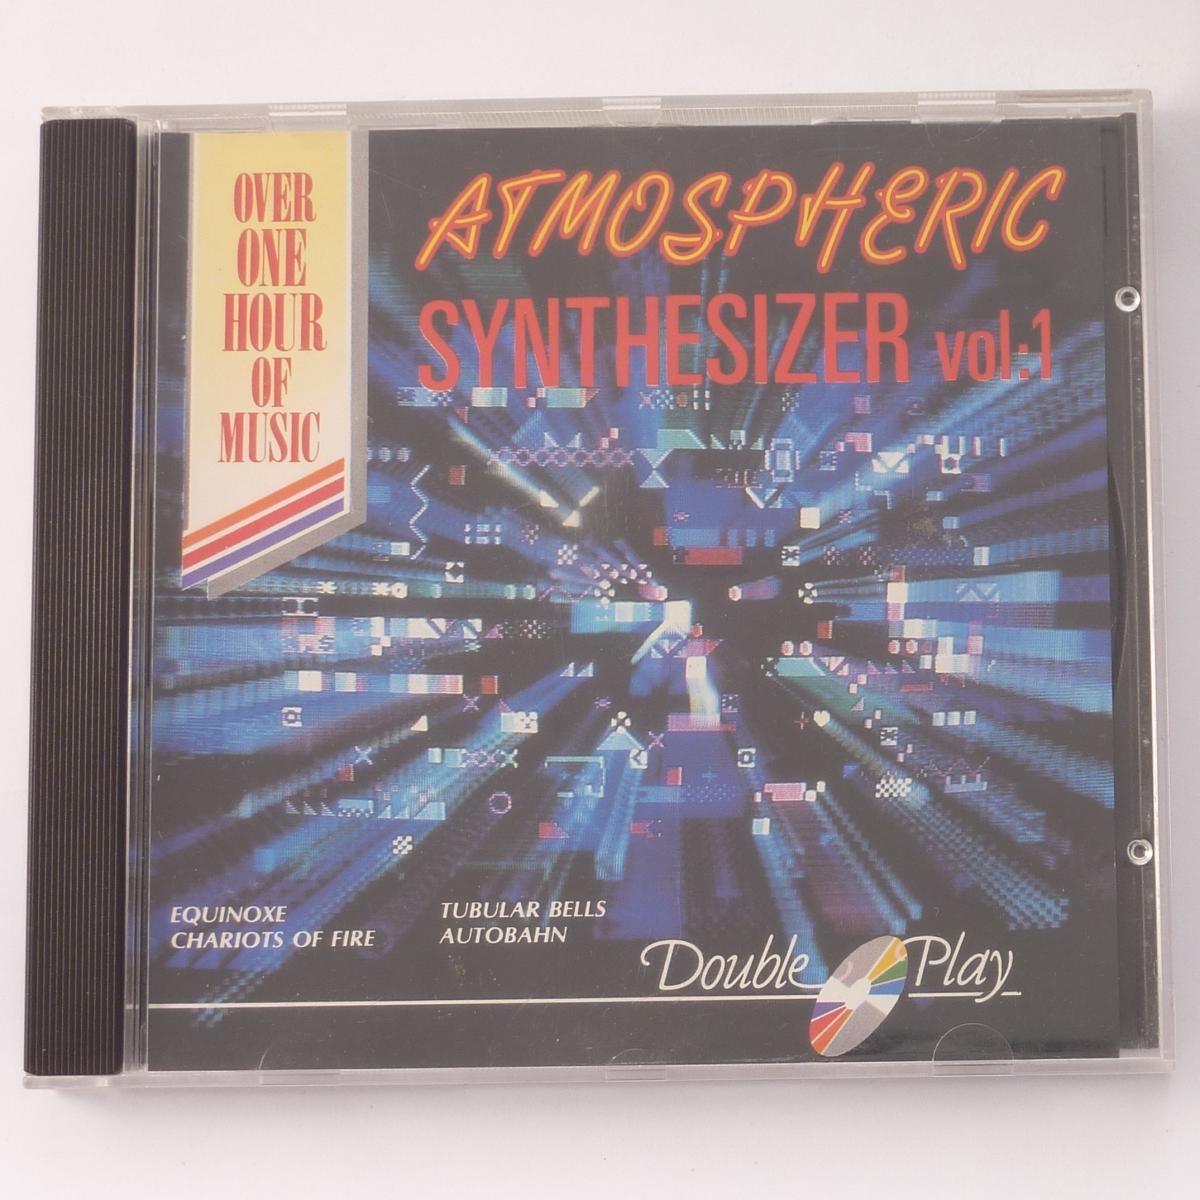 OVER
ONE
HOUR
OF
MUSIC
ATMOSPHERIC
SYNTHESIZER vol:1
EQUINOXE
CHARIOTS OF FIRE
TUBULAR BELLS
AUTOBAHN
Double Play